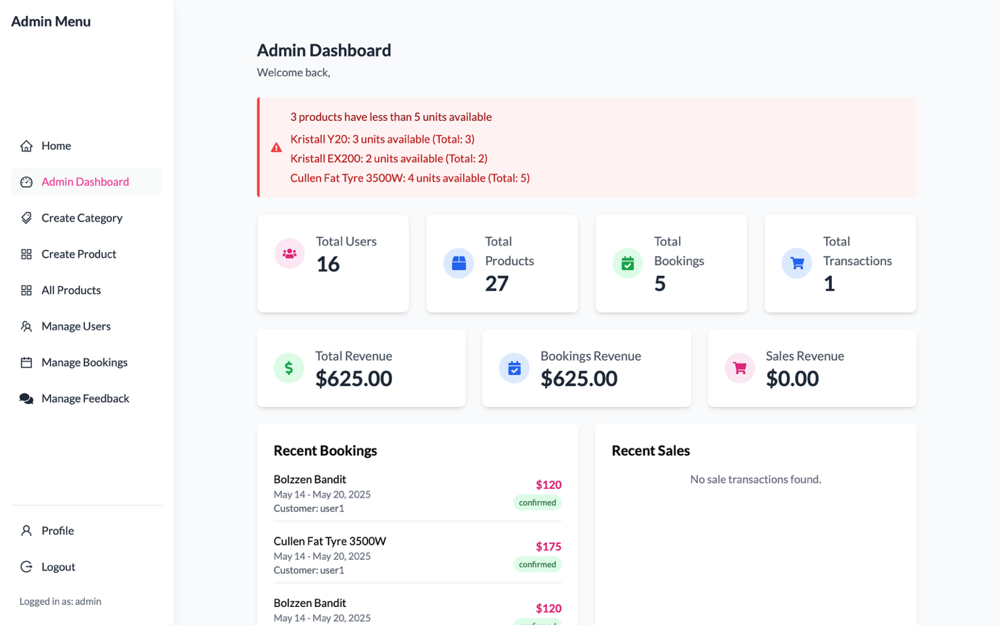 Admin Menu
Home
Admin Dashboard
Create Category
Create Product
All Products
Manage Users
Manage Bookings
Manage Feedback
Profile
Logout
Logged in as: admin
Admin Dashboard
Welcome back,
3 products have less than 5 units available
Kristall Y20: 3 units available (Total: 3)
Kristall EX200: 2 units available (Total: 2)
Cullen Fat Tyre 3500W: 4 units available (Total: 5)
Total Users
16
Total
Products
27
Total
Bookings
5
Total
Transactions
1
Total Revenue
$625.00
Bookings Revenue
$625.00
Sales Revenue
$0.00
Recent Bookings
Bolzzen Bandit
May 14 - May 20, 2025
Customer: user1
$120
confirmed
Cullen Fat Tyre 3500W
May 14 - May 20, 2025
Customer: user1
$175
confirmed
Bolzzen Bandit
May 14 - May 20, 2025
$120
confirmed
Recent Sales
No sale transactions found.